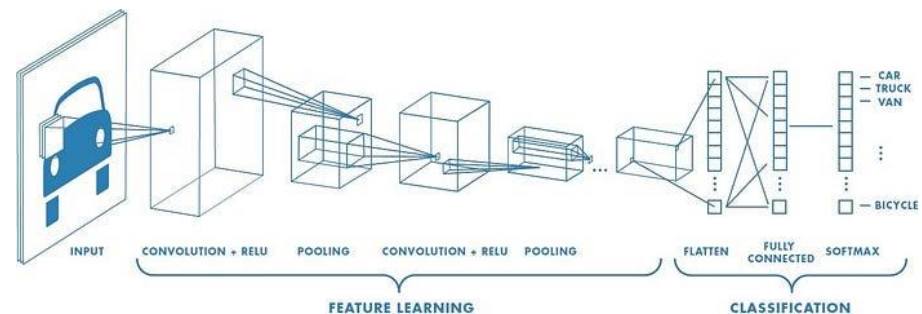 CAR
TRUCK
VAN
BICYCLE
INPUT
CONVOLUTION + RELU
POOLING
CONVOLUTION + RELU
POOLING
FLATTEN
FULLY
CONNECTED
SOFTMAX
FEATURE LEARNING
CLASSIFICATION